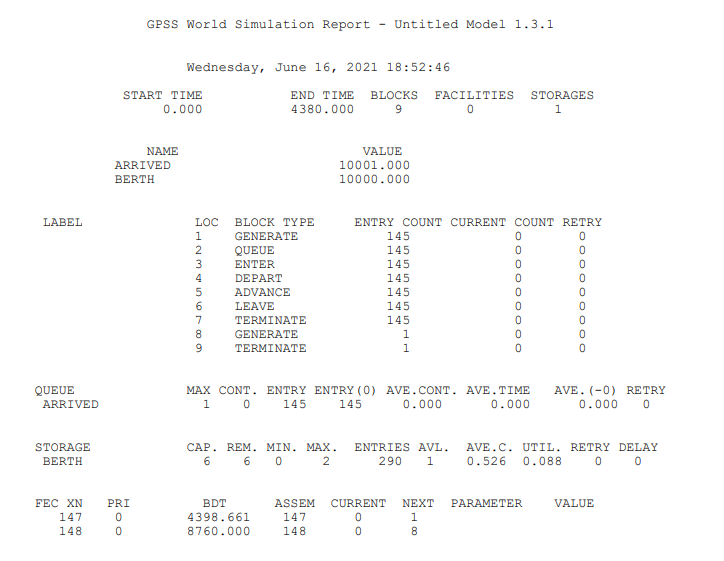 GPSS World Simulation Report - Untitled Model 1.3.1
Wednesday, June 16, 2021 18:52:46
START TIME END TIME BLOCKS FACILITIES STORAGES
0.000 4380.000 9 0 1
NAME VALUE
ARRIVED 10001.000
BERTH 10000.000
LABEL LOC BLOCK TYPE ENTRY COUNT CURRENT COUNT RETRY
1 GENERATE 145 0 0
2 QUEUE 145 0 0
3 ENTER 145 0 0
4 DEPART 145 0 0
5 ADVANCE 145 0 0
6 LEAVE 145 0 0
7 TERMINATE 145 0 0
8 GENERATE 1 0 0
9 TERMINATE 1 0 0
QUEUE MAX CONT. ENTRY ENTRY(0) AVE.CONT. AVE.TIME AVE.(-0) RETRY
ARRIVED 1 0 145 145 0.000 0.000 0.000 0
STORAGE CAP. REM. MIN. MAX. ENTRIES AVL. AVE.C. UTIL. RETRY DELAY
BERTH 6 6 0 2 290 1 0.526 0.088 0 0
FEC XN PRI BDT ASSEM CURRENT NEXT PARAMETER VALUE
147 0 4398.661 147 0 1
148 0 8760.000 148 0 8